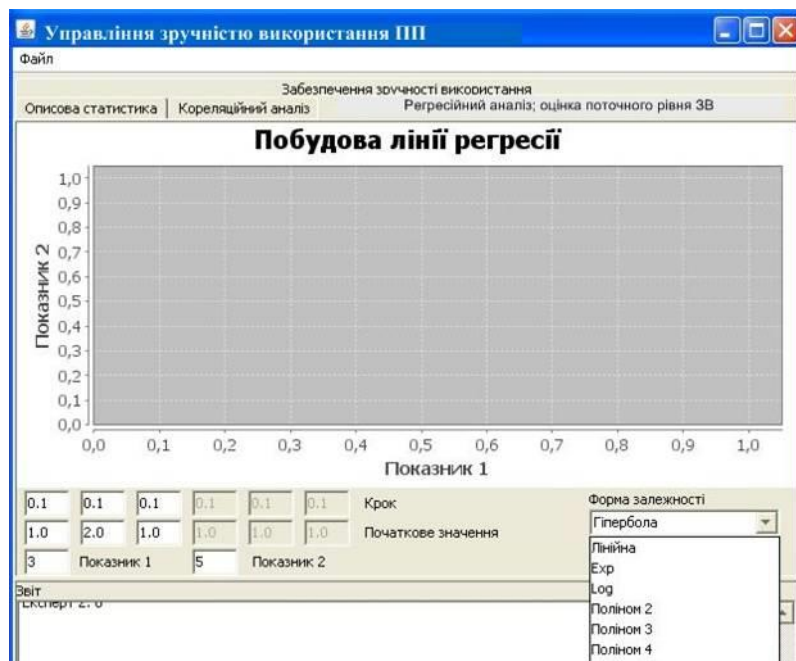 Управління зручністю використання ПП
Файл
Забезпечення зручності використання
Описова статистика Кореляційний аналіз Регресійний аналіз; оцінка поточного рівня ЗВ
Побудова лінії регресії
Показник 2
1,0
0,9
0,8
0,7
0,6
0,5
0,4
0,3
0,2
0,1
0,0
0,0 0,1 0,2 0,3 0,4 0,5 0,6 0,7 0,8 0,9 1,0
Показник 1
0.1 0.1 0.1 0.1 0.1 0.1 Крок
1.0 2.0 1.0 1.0 1.0 1.0 Початкове значення
3 Показник 1 5 Показник 2
Форма залежності
Гіпербола
Лінійна
Exp
Log
Поліном 2
Поліном 3
Поліном 4
Звіт
Експерт 2: